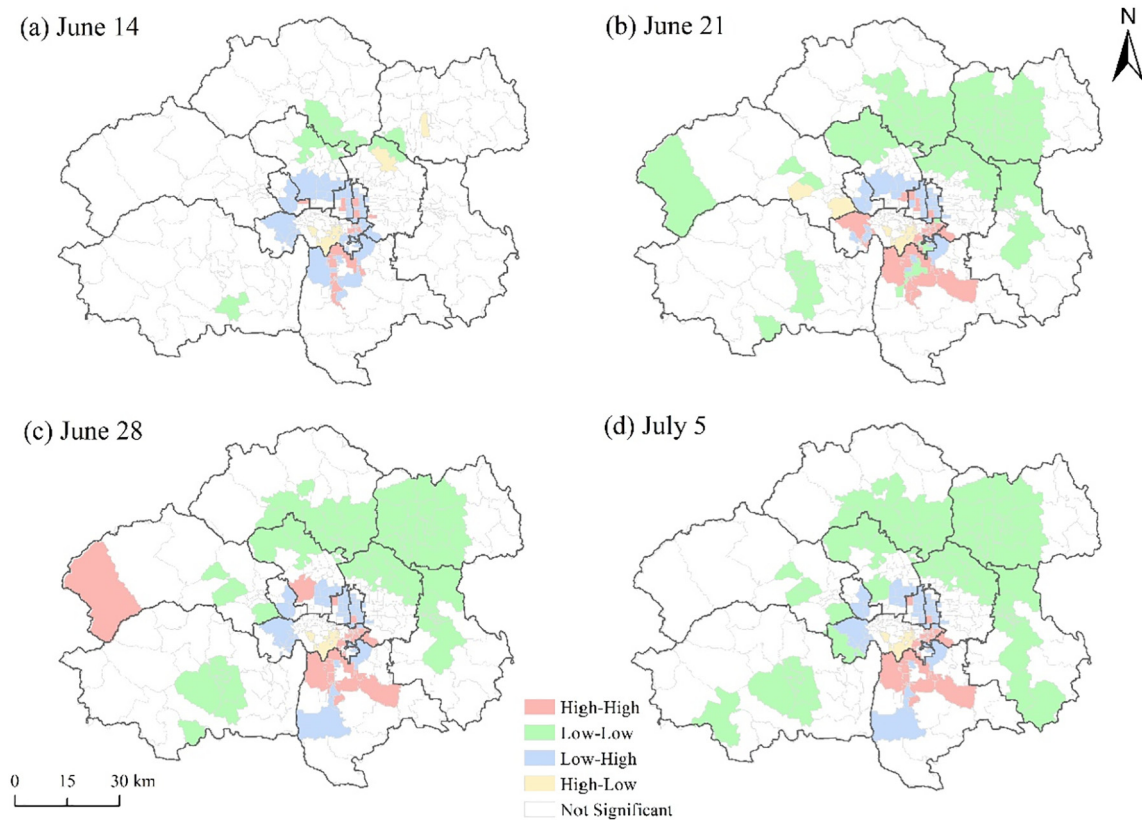 (a) June 14
(b) June 21
N
(c) June 28
(d) July 5
High-High
Low-Low
Low-High
High-Low
Not Significant
0 15 30 km